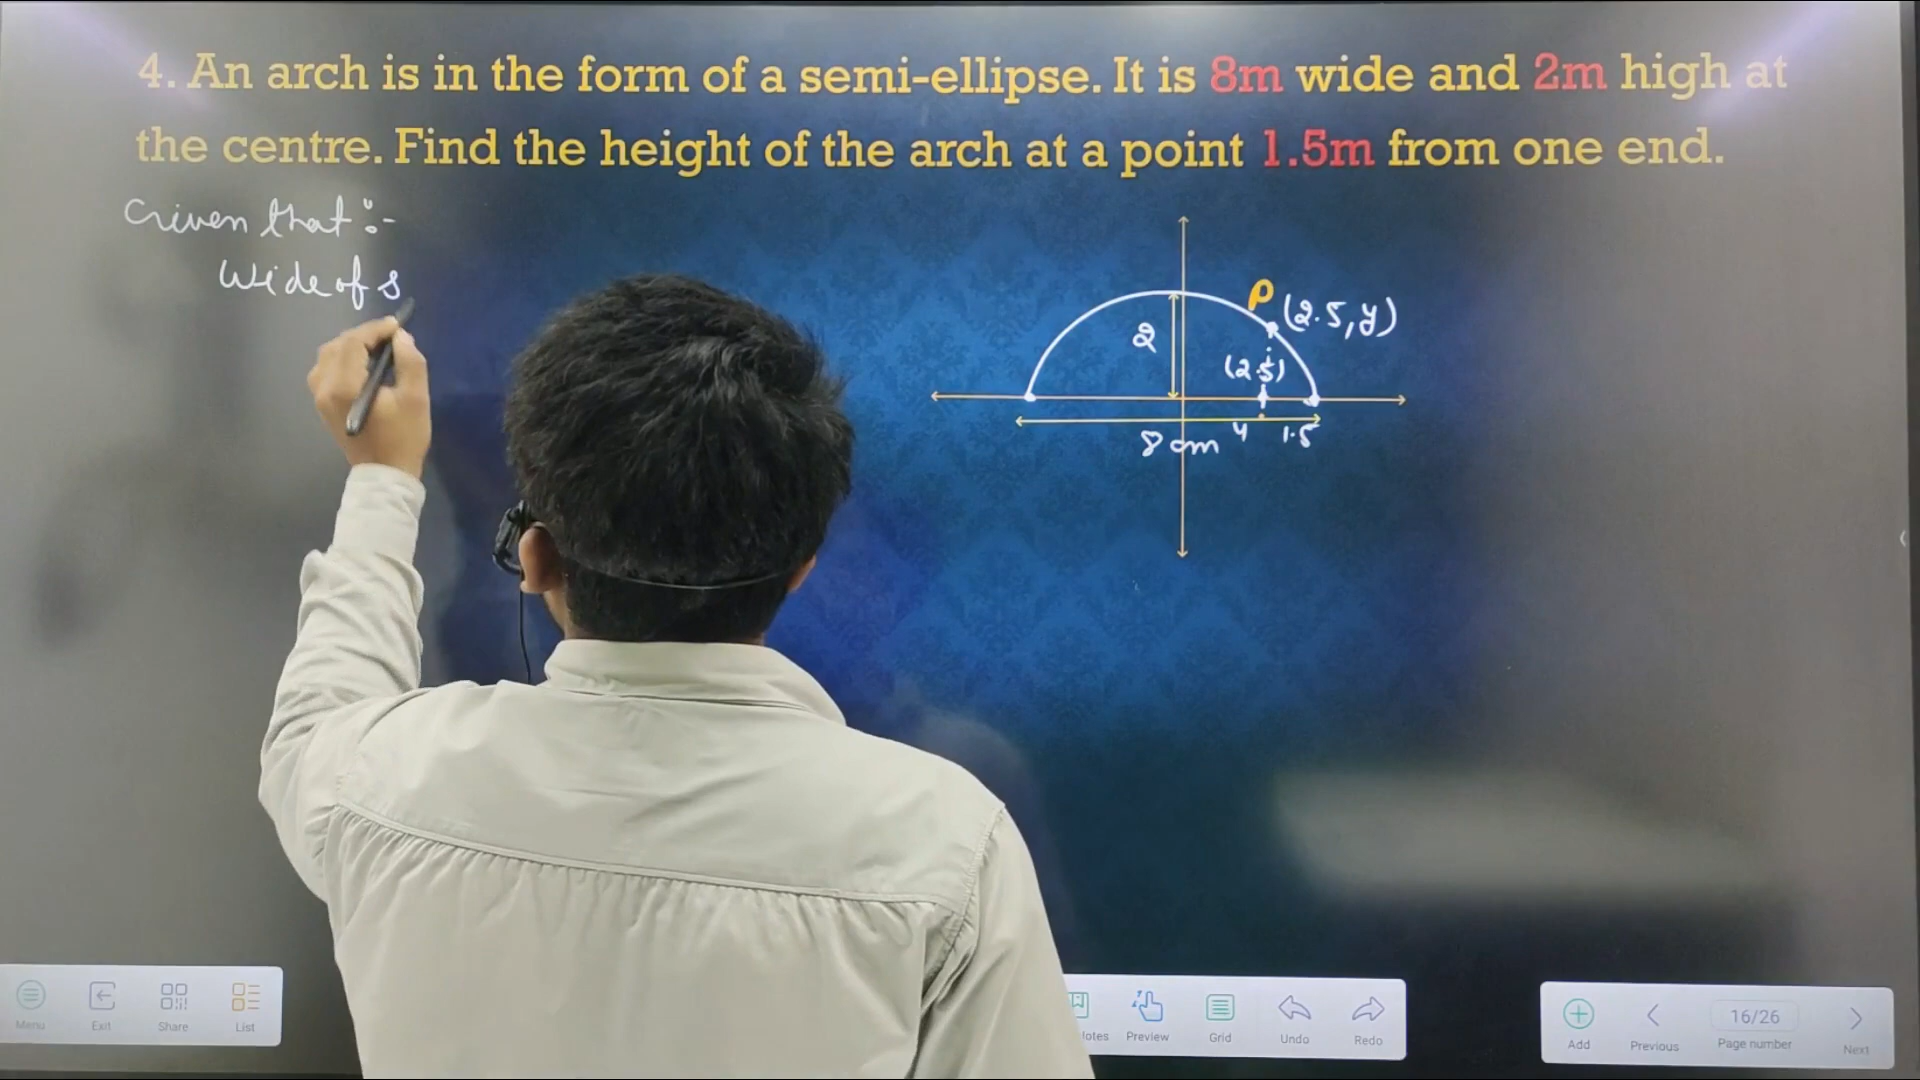 4. An arch is in the form of a semi-ellipse. It is 8m wide and 2m high at
the centre. Find the height of the arch at a point 1.5m from one end.
Given that :-
Wide of s
P (2.5, y)
2
(2.5)
8 cm 4 1.5
Menu Exit Share List
Notes Preview Grid Undo Redo
Add Previous 16/26 Page number Next